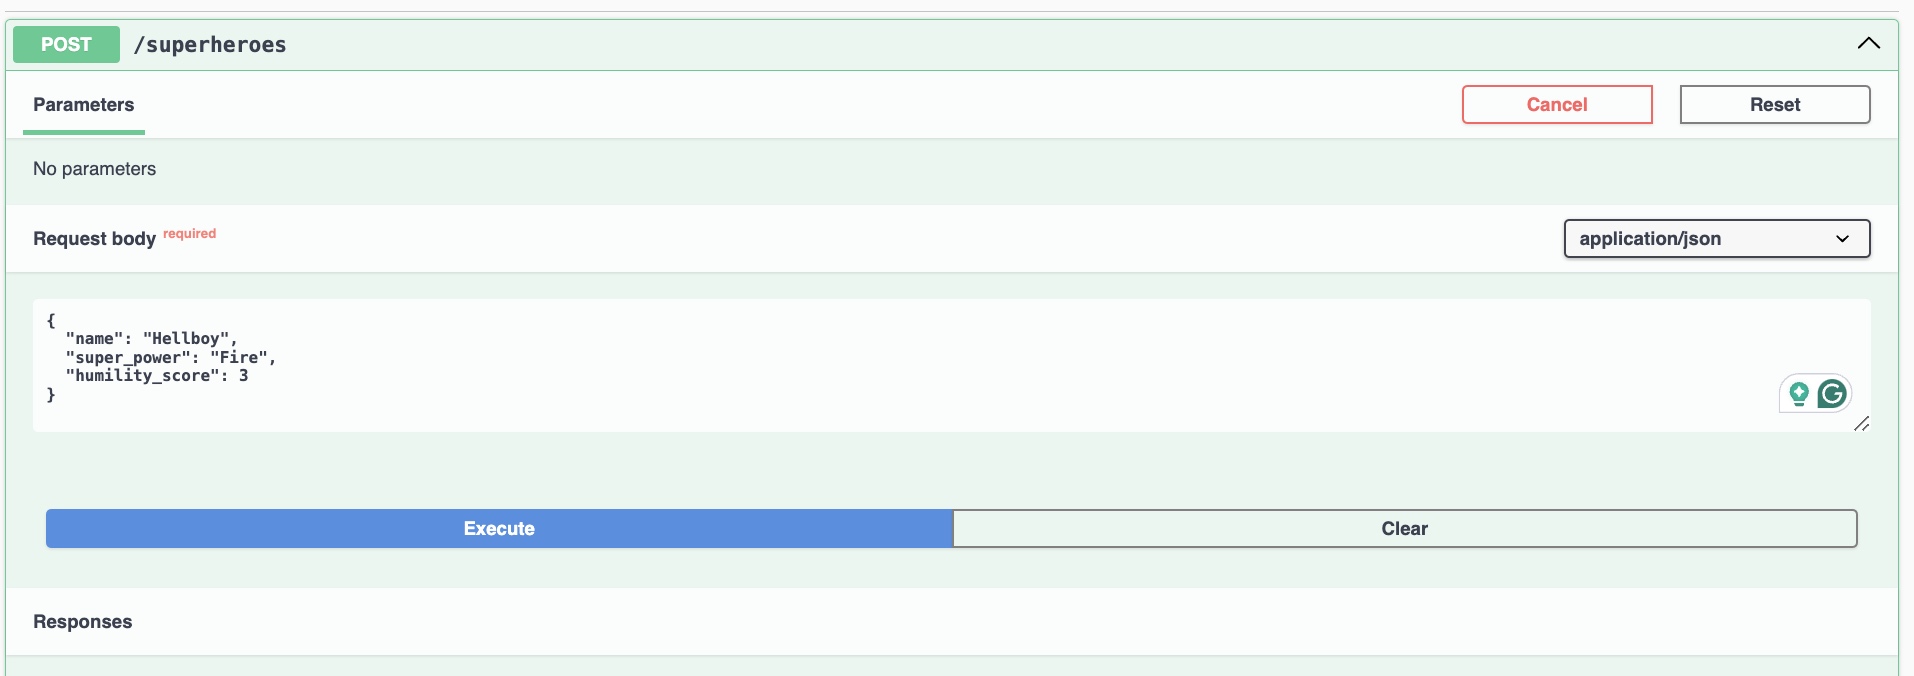 POST /superheroes
Parameters
Cancel
Reset
No parameters
Request body required
application/json
{
  "name": "Hellboy",
  "super_power": "Fire",
  "humility_score": 3
}
Execute
Clear
Responses